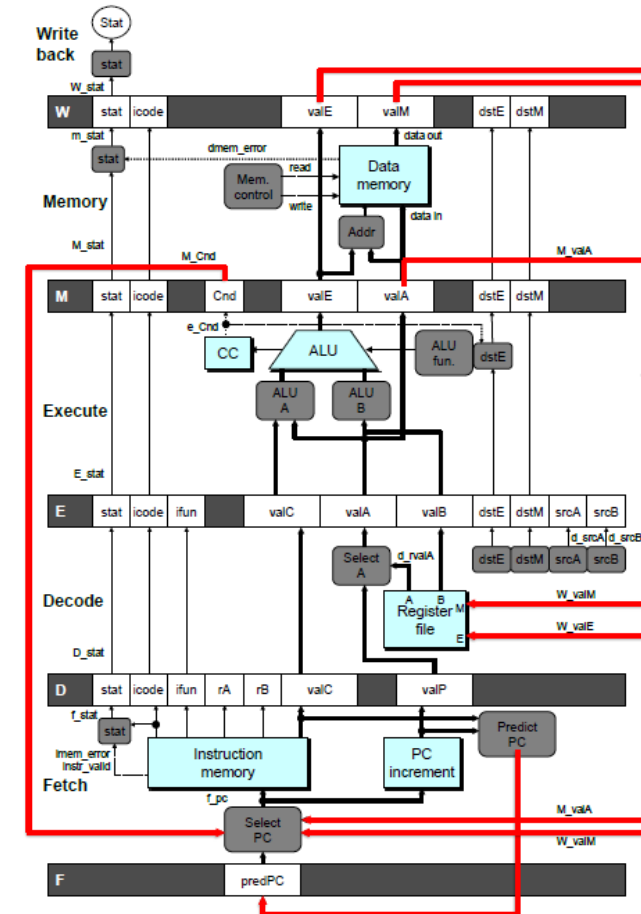 Write
back
Stat
stat
W_stat
W stat icode valE valM dstE dstM
m_stat
data out
dmem_error
stat
read
Mem.
control
Data
memory
write
data in
Memory
Addr
M_stat
M_Cnd
M_valA
M stat icode Cnd valE valA dstE dstM
e_Cnd
CC
ALU
ALU
fun.
dstE
ALU
A
ALU
B
Execute
E_stat
E stat icode ifun valC valA valB dstE dstM srcA srcB
d_srcA d_srcB
Select
A
d_rvalA
dstE dstM srcA srcB
A B
Register
file
M
E
W_valM
W_valE
Decode
D_stat
D stat icode ifun rA rB valC valP
f_stat
stat
Imem_error
Instr_valid
Instruction
memory
PC
increment
Predict
PC
Fetch
f_pc
Select
PC
M_valA
W_valM
F predPC